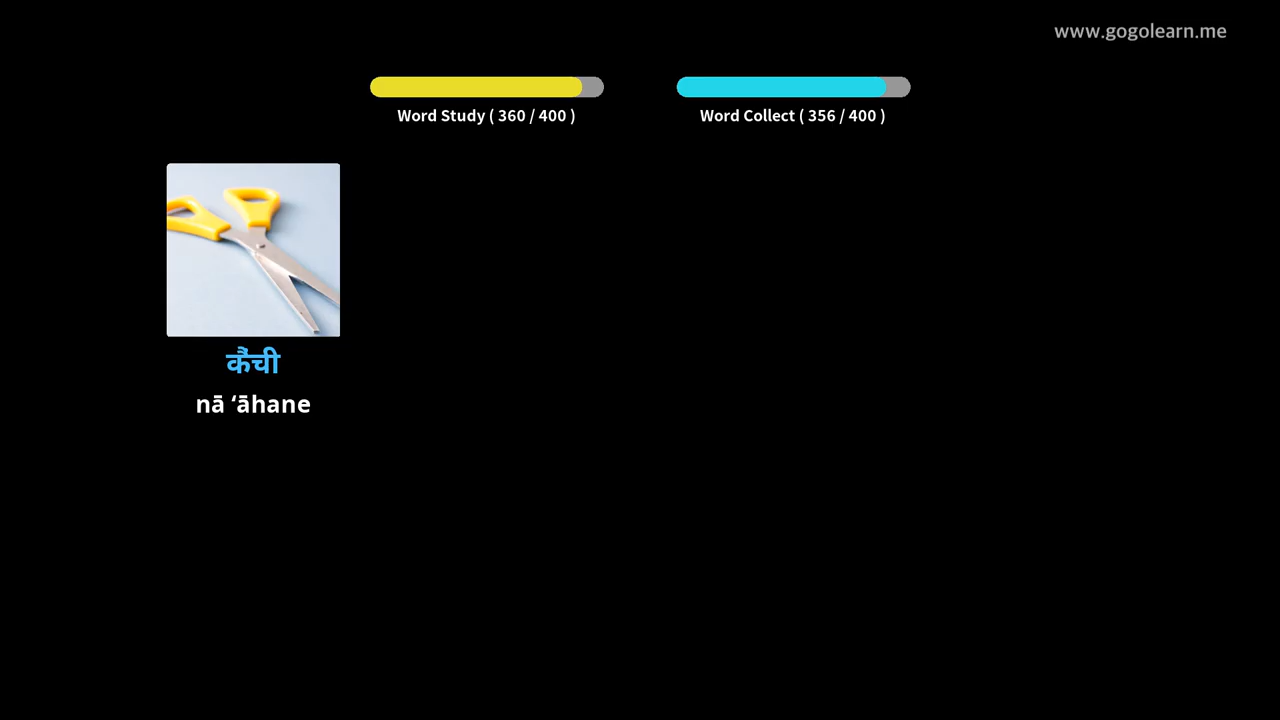 www.gogolearn.me
Word Study ( 360 / 400 )
Word Collect ( 356 / 400 )
कैंची
nā ʻāhane